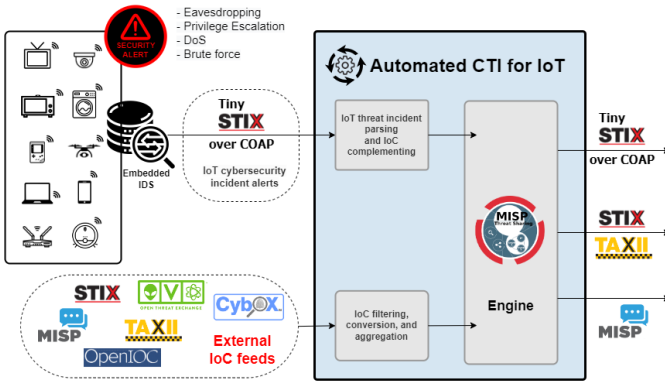 - Eavesdropping
- Privilege Escalation
- DoS
- Brute force
SECURITY
ALERT
Embedded
IDS
Tiny
STIX
over COAP
IoT cybersecurity
incident alerts
Automated CTI for IoT
IoT threat incident
parsing
and IoC
complementing
MISP
Threat Sharing
Engine
IoC filtering,
conversion, and
aggregation
Tiny
STIX
over COAP
STIX
TAXII
MISP
STIX
OPEN THREAT EXCHANGE
CybOX
MISP
TAXII
OpenIOC
External
IoC feeds